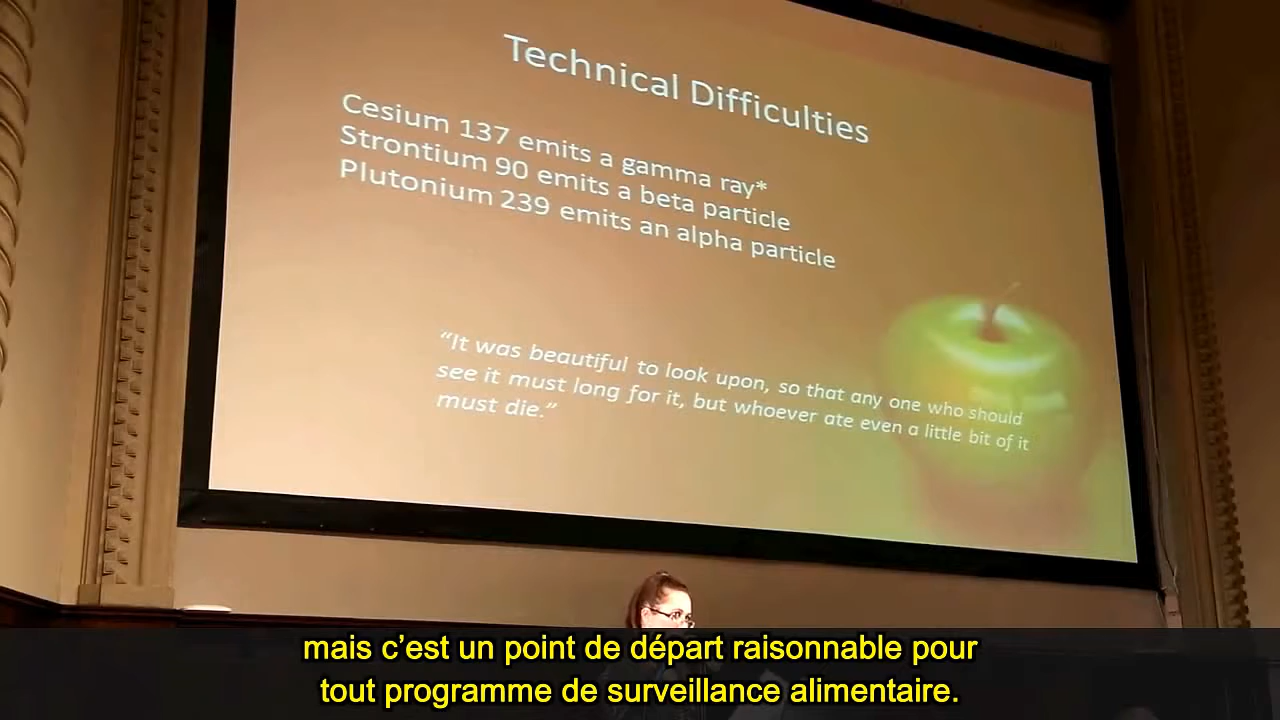 Technical Difficulties
Cesium 137 emits a gamma ray*
Strontium 90 emits a beta particle
Plutonium 239 emits an alpha particle
“It was beautiful to look upon, so that any one who should
see it must long for it, but whoever ate even a little bit of it
must die.”
mais c’est un point de départ raisonnable pour
tout programme de surveillance alimentaire.